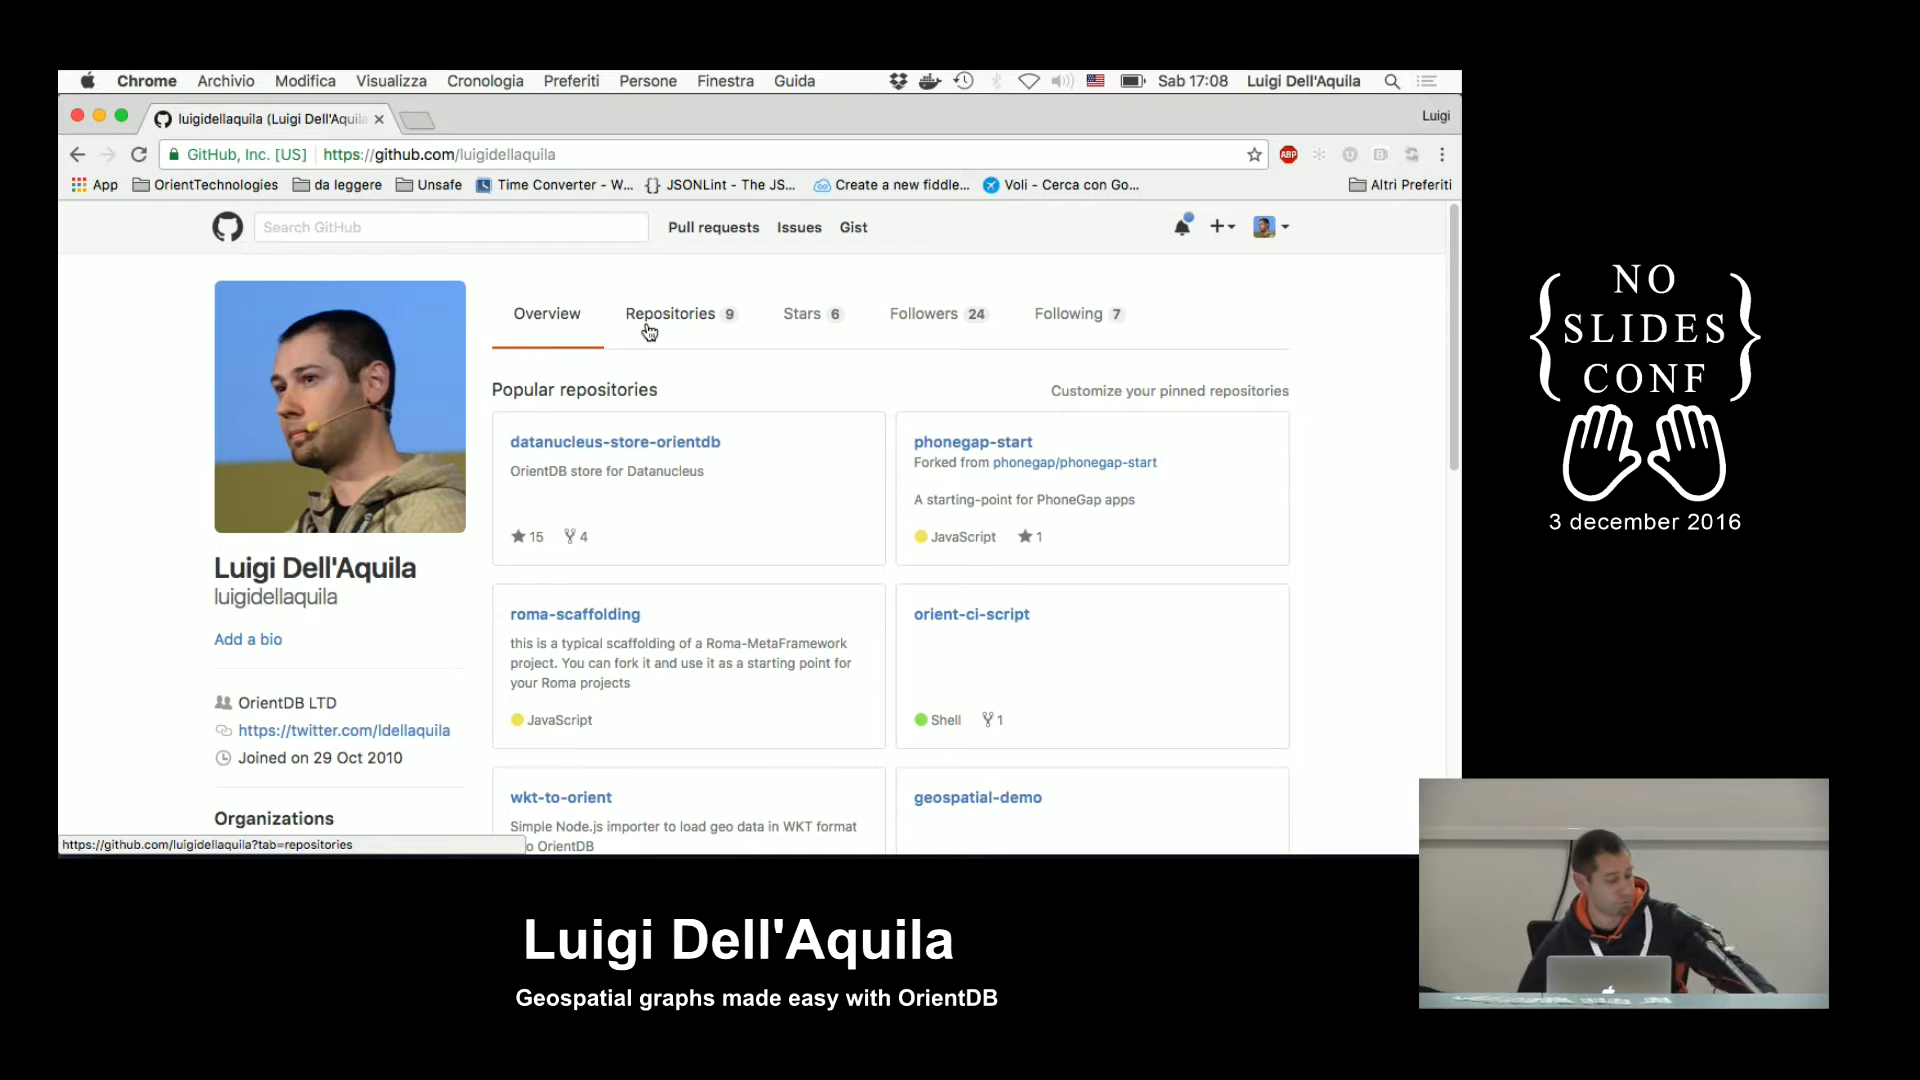 Chrome Archivio Modifica Visualizza Cronologia Preferiti Persone Finestra Guida Sab 17:08 Luigi Dell'Aquila
luigidellaquila (Luigi Dell'Aquila
Luigi
GitHub, Inc. [US] https://github.com/luigidellaquila
ABP
App OrientTechnologies da leggere Unsafe Time Converter - W... {} JSONLint - The JS... Create a new fiddle... Voli - Cerca con Go... Altri Preferiti
Search GitHub Pull requests Issues Gist
Overview Repositories 9 Stars 6 Followers 24 Following 7
Popular repositories Customize your pinned repositories
datanucleus-store-orientdb
OrientDB store for Datanucleus
15 4
phonegap-start
Forked from phonegap/phonegap-start
A starting-point for PhoneGap apps
JavaScript 1
Luigi Dell'Aquila
luigidellaquila
Add a bio
OrientDB LTD
https://twitter.com/ldellaquila
Joined on 29 Oct 2010
Organizations
roma-scaffolding
this is a typical scaffolding of a Roma-MetaFramework
project. You can fork it and use it as a starting point for
your Roma projects
JavaScript
orient-ci-script
Shell 1
wkt-to-orient
Simple Node.js importer to load geo data in WKT format
o OrientDB
geospatial-demo
https://github.com/luigidellaquila?tab=repositories
NO
SLIDES
CONF
3 december 2016
Luigi Dell'Aquila
Geospatial graphs made easy with OrientDB